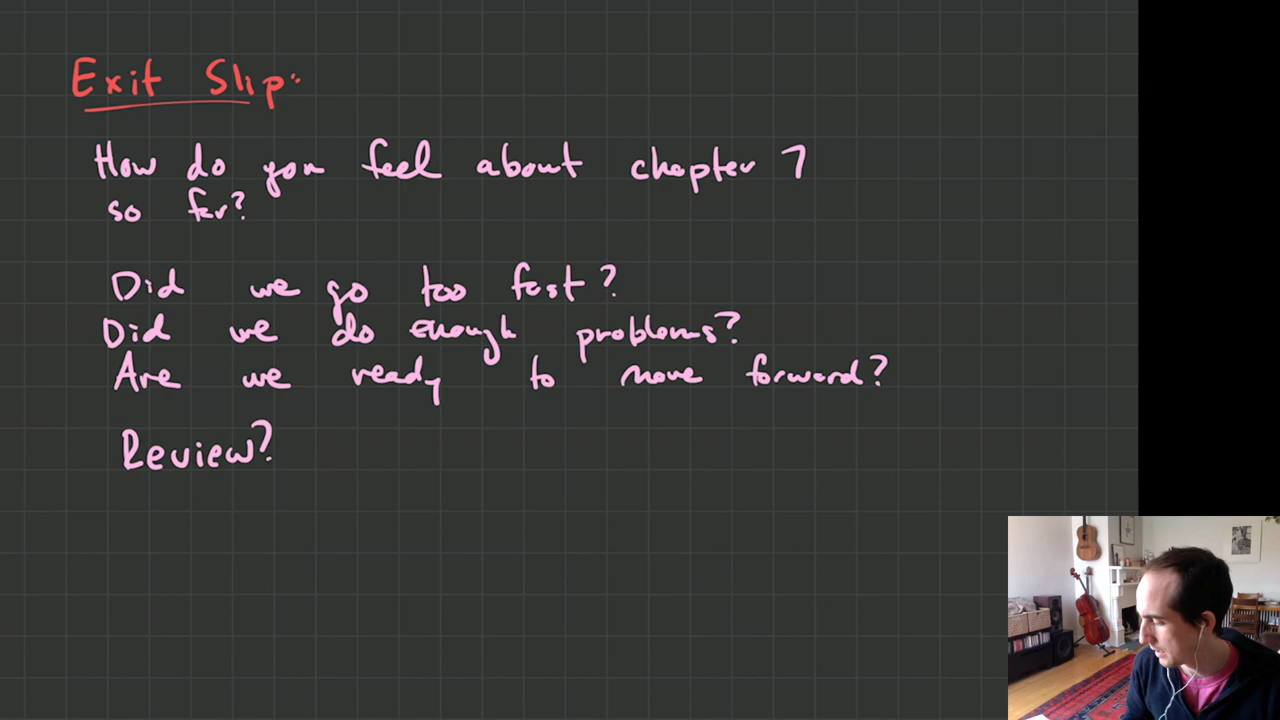 Exit Slip:
How do you feel about chapter 7
so far?
Did we go too fast?
Did we do enough problems?
Are we ready to move forward?
Review?